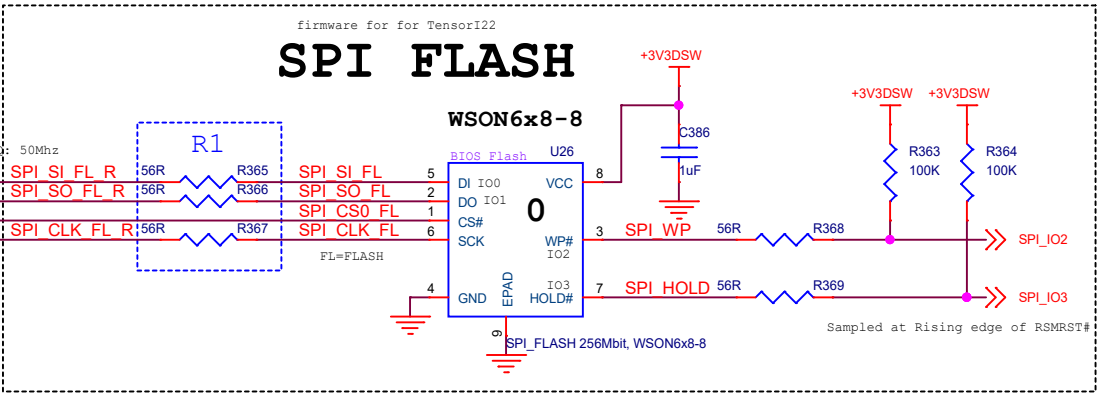 firmware for for TensorI22
SPI FLASH
+3V3DSW
+3V3DSW
+3V3DSW
WSON6x8-8
C386
1uF
R363
100K
R364
100K
: 50Mhz
R1
BIOS Flash
U26
SPI_SI_FL_R
56R
R365
SPI_SI_FL
5
DI
IO0
VCC
8
SPI_SO_FL_R
56R
R366
SPI_SO_FL
2
DO
IO1
SPI_CS0_FL
1
CS#
0
SPI_CLK_FL_R
56R
R367
SPI_CLK_FL
6
SCK
WP#
IO2
3
SPI_WP
56R
R368
SPI_IO2
FL=FLASH
4
GND
EPAD
IO3
HOLD#
7
SPI_HOLD
56R
R369
SPI_IO3
9
SPI_FLASH 256Mbit, WSON6x8-8
Sampled at Rising edge of RSMRST#